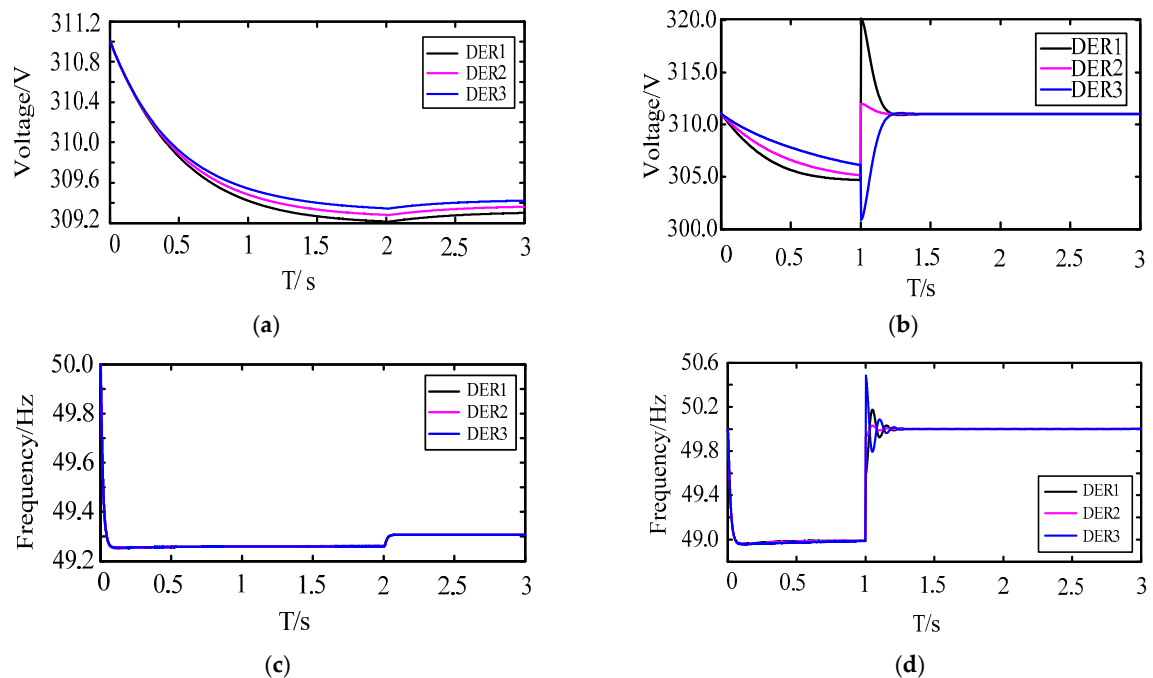 311.2
310.8
310.4
310.0
309.6
309.2
Voltage/V
DER1
DER2
DER3
0 0.5 1 1.5 2 2.5 3
T/ s
(a)
320.0
315.0
310.0
305.0
300.0
Voltage/V
DER1
DER2
DER3
0 0.5 1 1.5 2 2.5 3
T/s
(b)
50.0
49.8
49.6
49.4
49.2
Frequency/Hz
DER1
DER2
DER3
0 0.5 1 1.5 2 2.5 3
T/s
(c)
50.6
50.2
49.8
49.4
49.0
Frequency/Hz
DER1
DER2
DER3
0 0.5 1 1.5 2 2.5 3
T/s
(d)